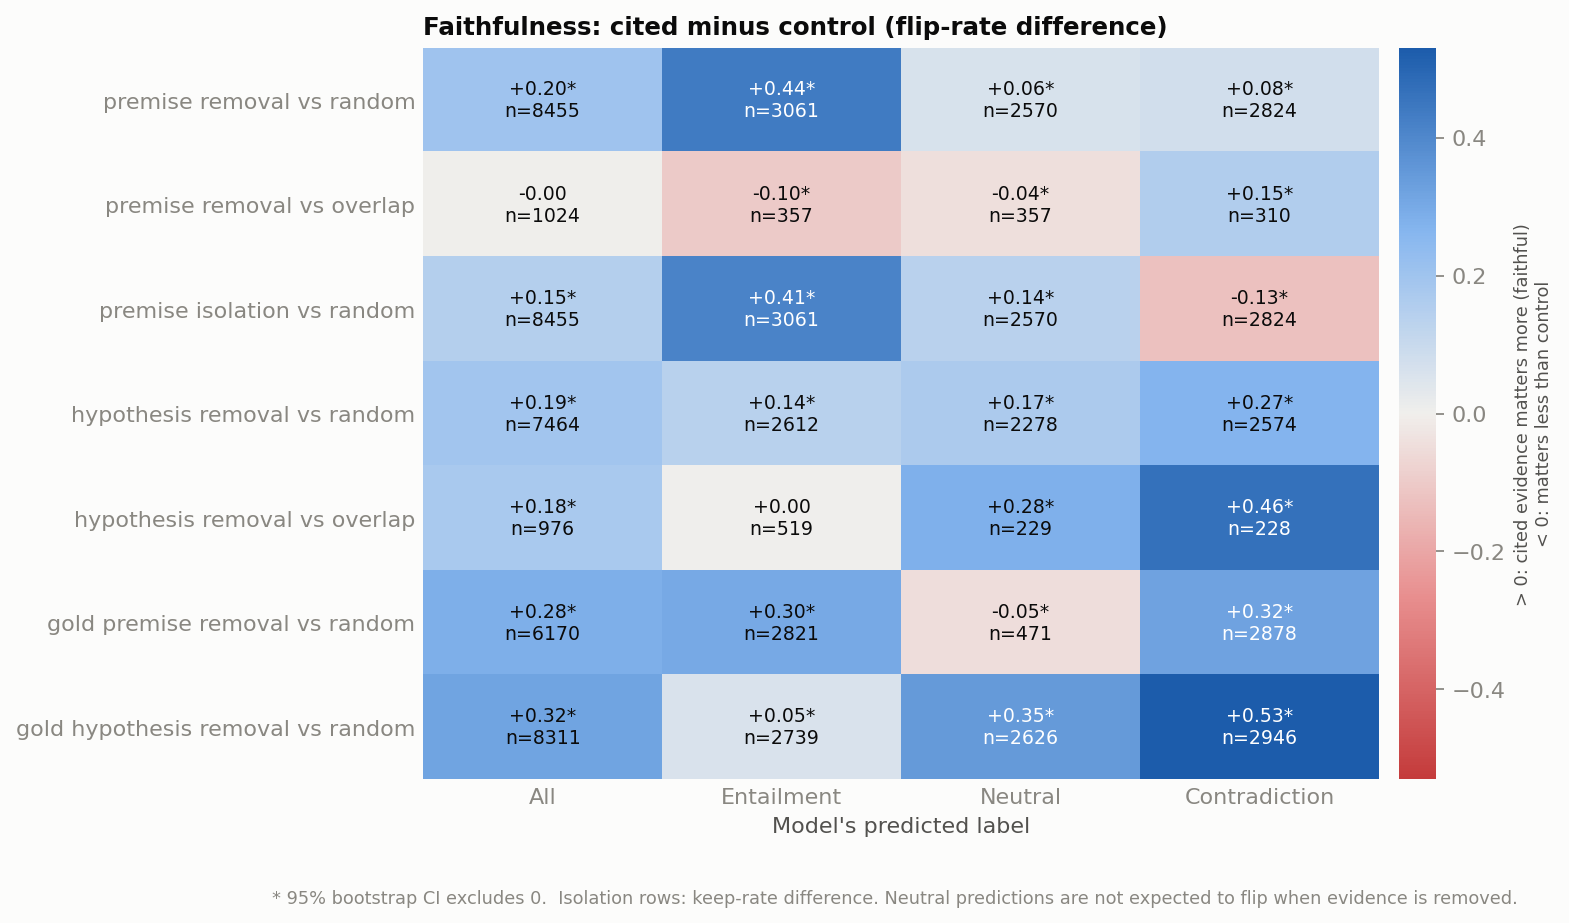 Faithfulness: cited minus control (flip-rate difference)
premise removal vs random
+0.20*
n=8455
+0.44*
n=3061
+0.06*
n=2570
+0.08*
n=2824
premise removal vs overlap
-0.00
n=1024
-0.10*
n=357
-0.04*
n=357
+0.15*
n=310
premise isolation vs random
+0.15*
n=8455
+0.41*
n=3061
+0.14*
n=2570
-0.13*
n=2824
hypothesis removal vs random
+0.19*
n=7464
+0.14*
n=2612
+0.17*
n=2278
+0.27*
n=2574
hypothesis removal vs overlap
+0.18*
n=976
+0.00
n=519
+0.28*
n=229
+0.46*
n=228
gold premise removal vs random
+0.28*
n=6170
+0.30*
n=2821
-0.05*
n=471
+0.32*
n=2878
gold hypothesis removal vs random
+0.32*
n=8311
+0.05*
n=2739
+0.35*
n=2626
+0.53*
n=2946
All
Entailment
Neutral
Contradiction
Model's predicted label
0.4
0.2
0.0
−0.2
−0.4
> 0: cited evidence matters more (faithful)
< 0: matters less than control
* 95% bootstrap CI excludes 0.  Isolation rows: keep-rate difference. Neutral predictions are not expected to flip when evidence is removed.